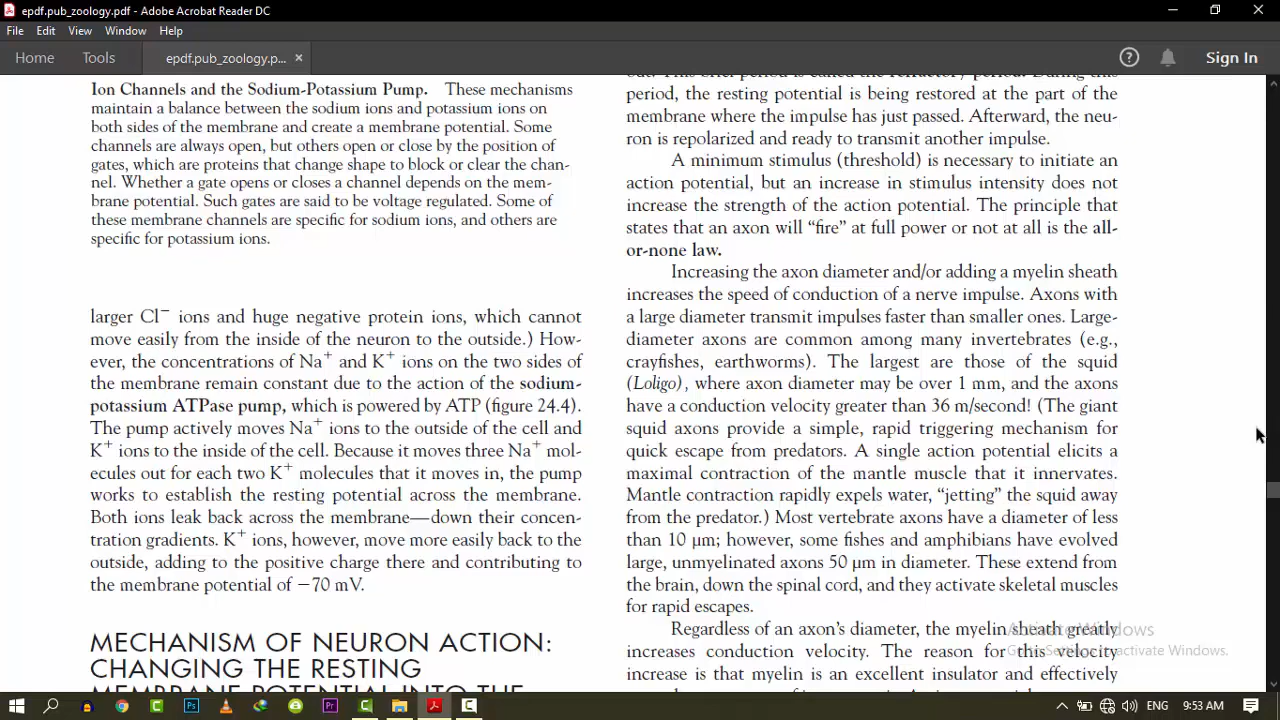 epdf.pub_zoology.pdf - Adobe Acrobat Reader DC
File Edit View Window Help
Home Tools epdf.pub_zoology.p... × Sign In
Ion Channels and the Sodium-Potassium Pump. These mechanisms
maintain a balance between the sodium ions and potassium ions on
both sides of the membrane and create a membrane potential. Some
channels are always open, but others open or close by the position of
gates, which are proteins that change shape to block or clear the chan-
nel. Whether a gate opens or closes a channel depends on the mem-
brane potential. Such gates are said to be voltage regulated. Some of
these membrane channels are specific for sodium ions, and others are
specific for potassium ions.
larger Cl⁻ ions and huge negative protein ions, which cannot
move easily from the inside of the neuron to the outside.) How-
ever, the concentrations of Na⁺ and K⁺ ions on the two sides of
the membrane remain constant due to the action of the sodium-
potassium ATPase pump, which is powered by ATP (figure 24.4).
The pump actively moves Na⁺ ions to the outside of the cell and
K⁺ ions to the inside of the cell. Because it moves three Na⁺ mol-
ecules out for each two K⁺ molecules that it moves in, the pump
works to establish the resting potential across the membrane.
Both ions leak back across the membrane—down their concen-
tration gradients. K⁺ ions, however, move more easily back to the
outside, adding to the positive charge there and contributing to
the membrane potential of −70 mV.
MECHANISM OF NEURON ACTION:
CHANGING THE RESTING
MEMBRANE POTENTIAL INTO THE
out. This brief period is called the refractory period. During this
period, the resting potential is being restored at the part of the
membrane where the impulse has just passed. Afterward, the neu-
ron is repolarized and ready to transmit another impulse.
A minimum stimulus (threshold) is necessary to initiate an
action potential, but an increase in stimulus intensity does not
increase the strength of the action potential. The principle that
states that an axon will “fire” at full power or not at all is the all-
or-none law.
Increasing the axon diameter and/or adding a myelin sheath
increases the speed of conduction of a nerve impulse. Axons with
a large diameter transmit impulses faster than smaller ones. Large-
diameter axons are common among many invertebrates (e.g.,
crayfishes, earthworms). The largest are those of the squid
(Loligo), where axon diameter may be over 1 mm, and the axons
have a conduction velocity greater than 36 m/second! (The giant
squid axons provide a simple, rapid triggering mechanism for
quick escape from predators. A single action potential elicits a
maximal contraction of the mantle muscle that it innervates.
Mantle contraction rapidly expels water, “jetting” the squid away
from the predator.) Most vertebrate axons have a diameter of less
than 10 µm; however, some fishes and amphibians have evolved
large, unmyelinated axons 50 µm in diameter. These extend from
the brain, down the spinal cord, and they activate skeletal muscles
for rapid escapes.
Regardless of an axon’s diameter, the myelin sheath greatly
increases conduction velocity. The reason for this velocity
increase is that myelin is an excellent insulator and effectively
Activate Windows
Go to Settings to activate Windows.
ENG 9:53 AM